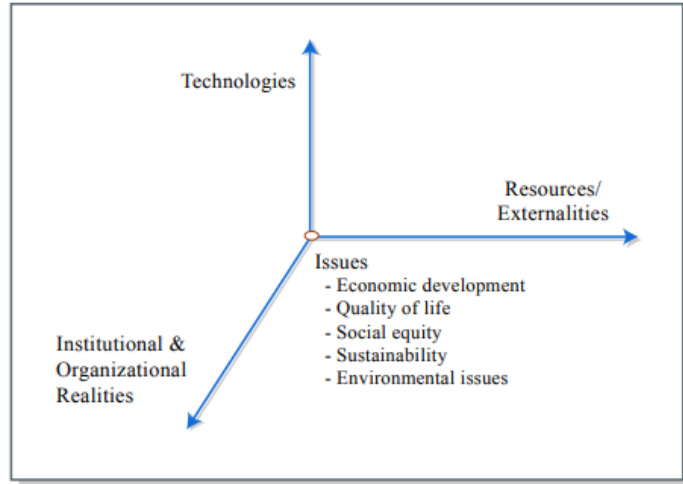 Technologies
Resources/
Externalities
Issues
- Economic development
- Quality of life
- Social equity
- Sustainability
- Environmental issues
Institutional &
Organizational
Realities